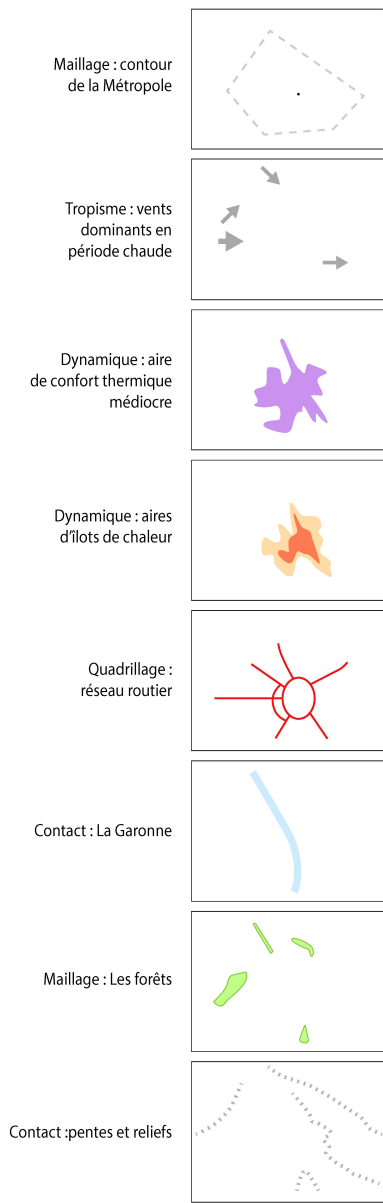 Maillage : contour
de la Métropole
Tropisme : vents
dominants en
période chaude
Dynamique : aire
de confort thermique
médiocre
Dynamique : aires
d'îlots de chaleur
Quadrillage :
réseau routier
Contact : La Garonne
Maillage : Les forêts
Contact :pentes et reliefs